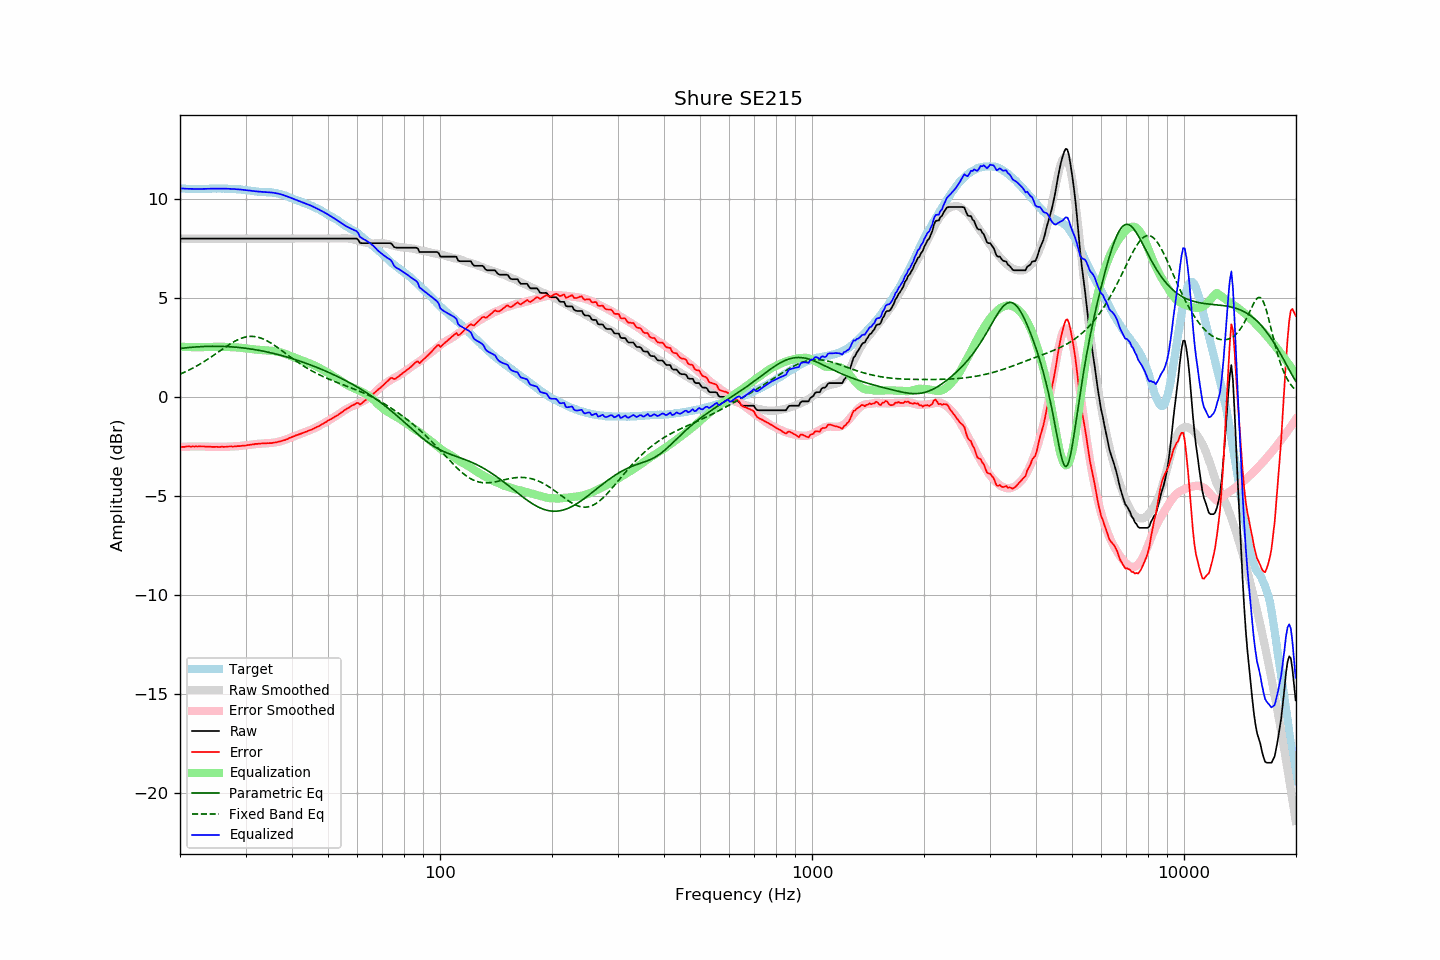 Shure SE215
Amplitude (dBr)
10
5
0
−5
−10
−15
−20
Target
Raw Smoothed
Error Smoothed
Raw
Error
Equalization
Parametric Eq
Fixed Band Eq
Equalized
100
1000
10000
Frequency (Hz)